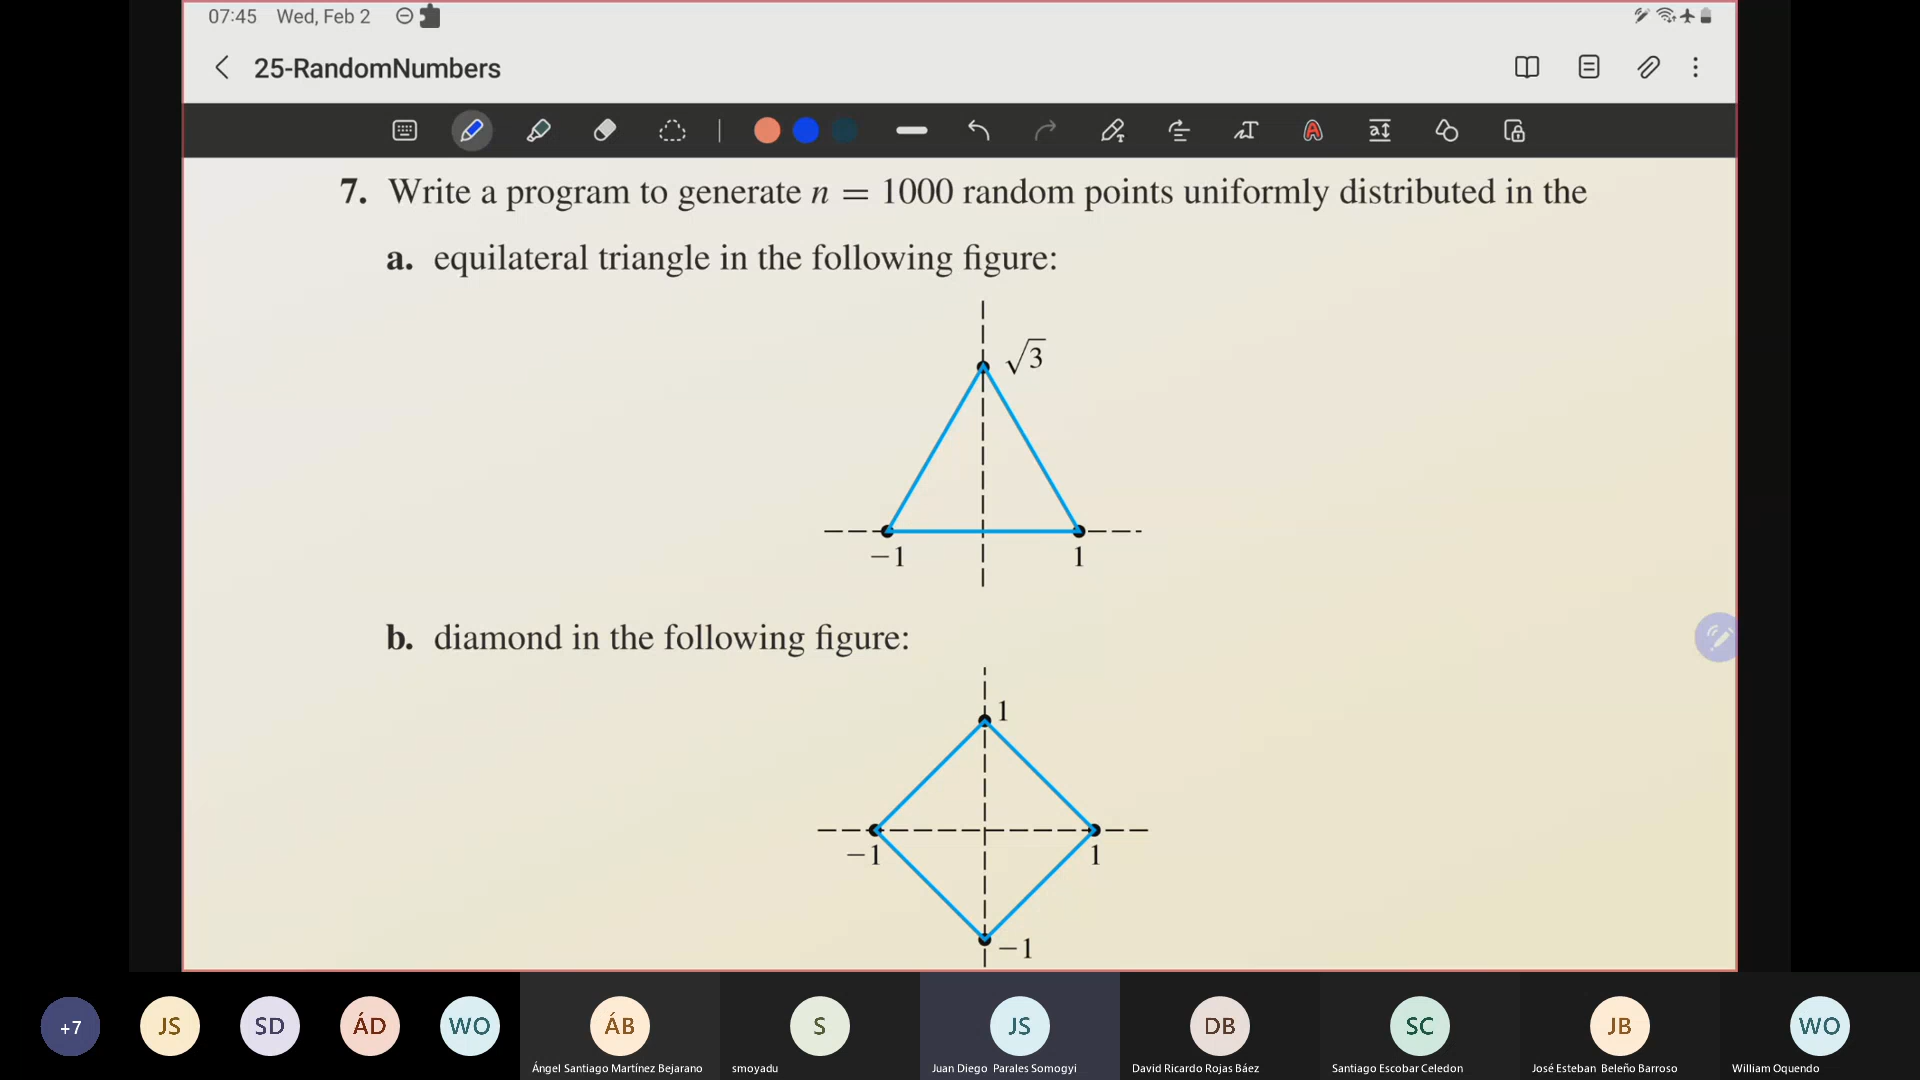 07:45 Wed, Feb 2
25-RandomNumbers
7. Write a program to generate n = 1000 random points uniformly distributed in the
a. equilateral triangle in the following figure:
√3
−1 1
b. diamond in the following figure:
1
−1 1
−1
+7 JS SD ÁD WO ÁB S JS DB SC JB WO
Ángel Santiago Martínez Bejarano smoyadu Juan Diego Parales Somogyi David Ricardo Rojas Báez Santiago Escobar Celedon José Esteban Beleño Barroso William Oquendo